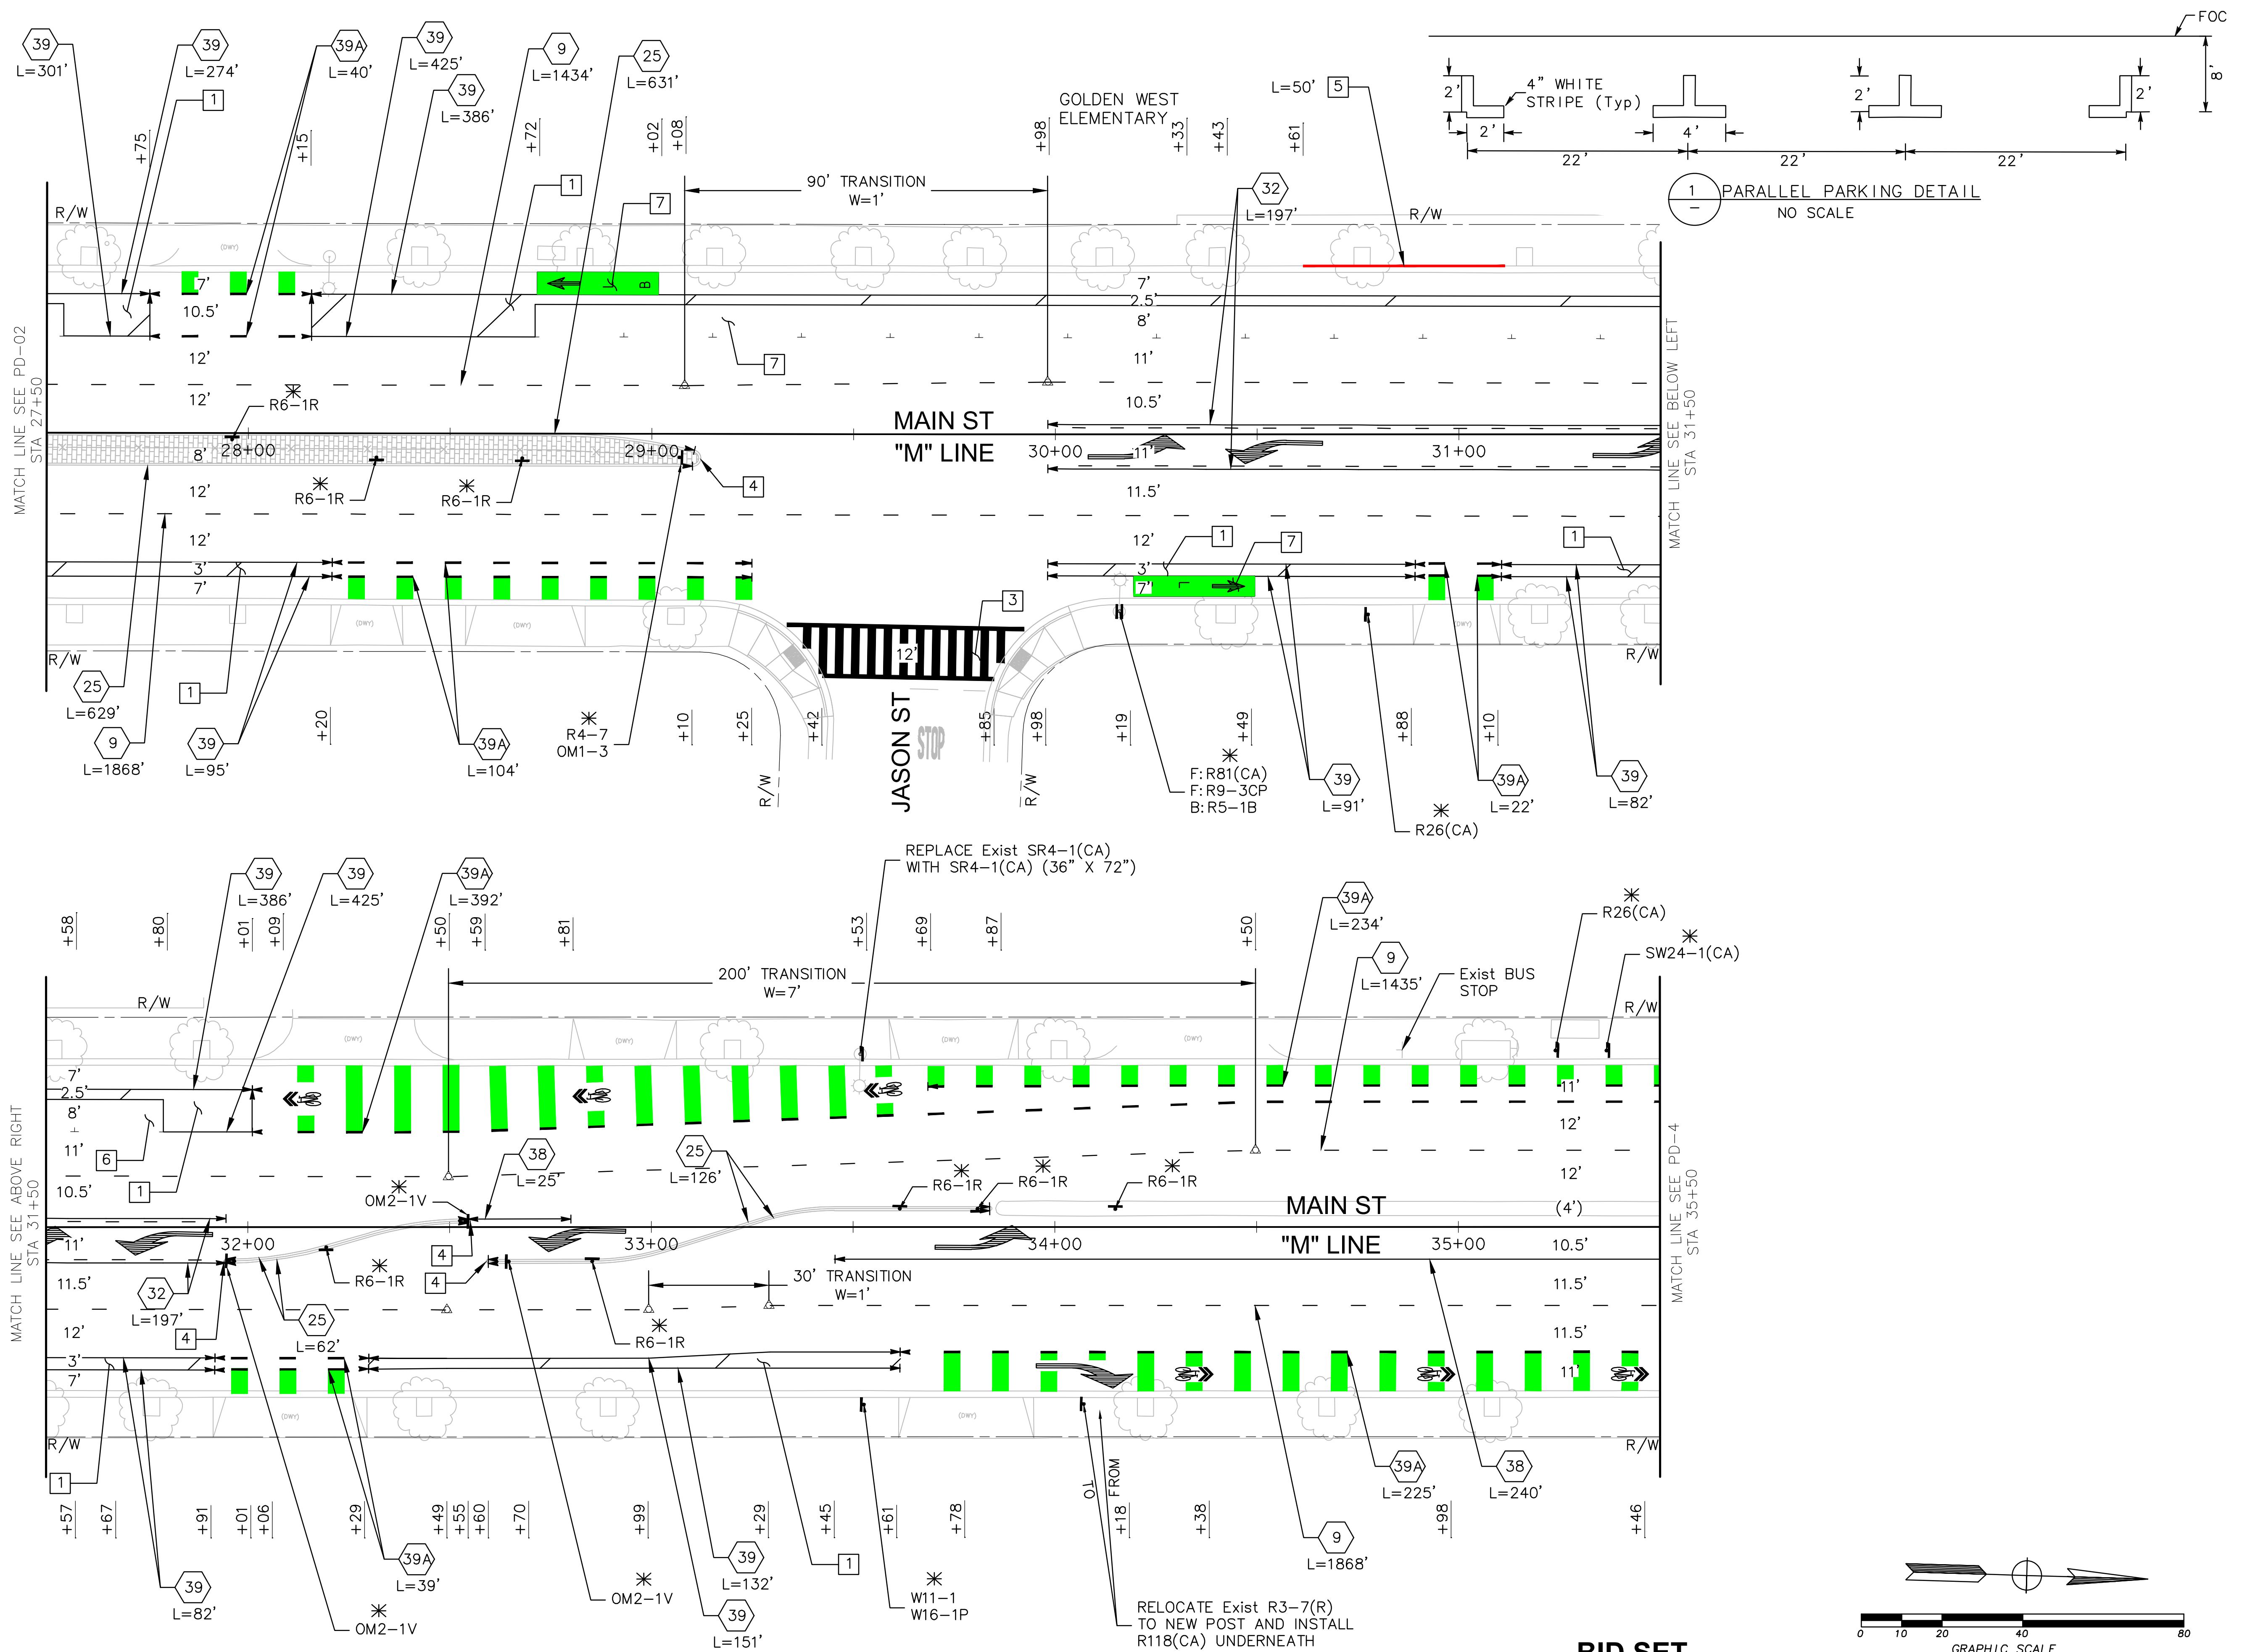 39
L=301'
39
L=274'
39A
L=40'
39
L=425'
39
L=386'
9
L=1434'
25
L=631'
1
+75
+15
+72
+02
+08
+98
GOLDEN WEST
ELEMENTARY
+33
+43
+61
L=50' 5
FOC
8'
2'
4" WHITE
STRIPE (Typ)
2'
2'
2'
4'
22'
22'
22'
1
–
PARALLEL PARKING DETAIL
NO SCALE
R/W
1
7
90' TRANSITION
W=1'
32
L=197'
R/W
(DWY)
7'
10.5'
B
L
7'
2.5'
8'
12'
7
11'
12'
R6-1R
10.5'
MAIN ST
"M" LINE
28+00
29+00
30+00
31+00
8'
11'
4
R6-1R
R6-1R
12'
11.5'
12'
12'
1
7
1
3'
7'
3'
7'
L
(DWY)
(DWY)
(DWY)
3
12'
R/W
R/W
MATCH LINE SEE PD-02
STA 27+50
MATCH LINE SEE BELOW LEFT
STA 31+50
25
L=629'
1
+20
9
L=1868'
39
L=95'
39A
L=104'
R4-7
OM1-3
+10
+25
+42
JASON ST
STOP
R/W
R/W
+85
+98
+19
+49
+88
+10
F:R81(CA)
F:R9-3CP
B:R5-1B
39
L=91'
R26(CA)
39A
L=22'
39
L=82'
REPLACE Exist SR4-1(CA)
WITH SR4-1(CA) (36" X 72")
39
L=386'
39
L=425'
39A
L=392'
39A
L=234'
9
L=1435'
R26(CA)
SW24-1(CA)
Exist BUS
STOP
+58
+80
+01
+09
+50
+59
+81
+53
+69
+87
+50
200' TRANSITION
W=7'
R/W
R/W
(DWY)
(DWY)
(DWY)
(DWY)
7'
2.5'
8'
11'
6
1
10.5'
11'
12'
12'
(4')
OM2-1V
38
L=25'
25
L=126'
R6-1R
R6-1R
R6-1R
MAIN ST
"M" LINE
32+00
33+00
34+00
35+00
11'
10.5'
4
4
R6-1R
30' TRANSITION
W=1'
11.5'
11.5'
32
L=197'
4
25
L=62'
R6-1R
12'
11.5'
3'
7'
11'
(DWY)
(DWY)
R/W
R/W
MATCH LINE SEE ABOVE RIGHT
STA 31+50
MATCH LINE SEE PD-4
STA 35+50
1
+57
+67
+91
+01
+06
+29
+49
+55
+60
+70
+99
+29
+45
+61
+78
TO
FROM
+18
+38
+98
+46
39A
L=225'
38
L=240'
9
L=1868'
39
L=82'
39A
L=39'
OM2-1V
OM2-1V
39
L=132'
39
L=151'
1
W11-1
W16-1P
RELOCATE Exist R3-7(R)
TO NEW POST AND INSTALL
R118(CA) UNDERNEATH
BID SET
0 10 20 40 80
GRAPHIC SCALE